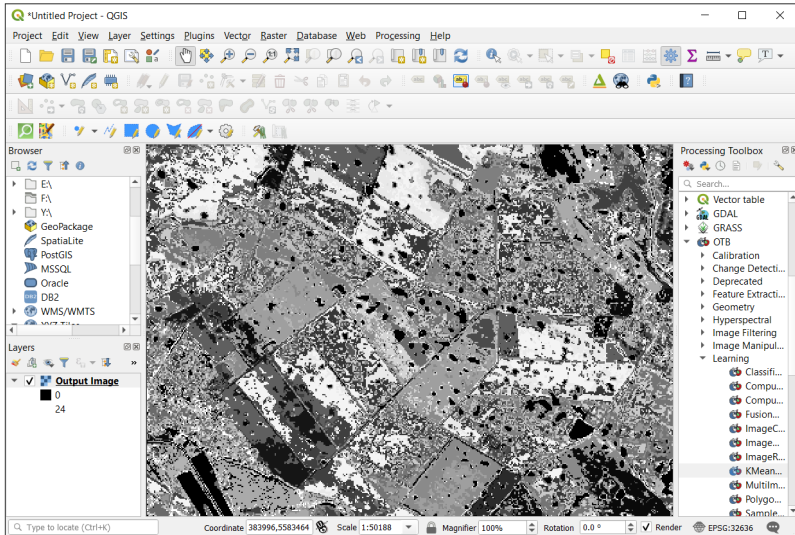 *Untitled Project - QGIS
Project Edit View Layer Settings Plugins Vector Raster Database Web Processing Help
Browser
E:\
F:\
Y:\
GeoPackage
SpatiaLite
PostGIS
MSSQL
Oracle
DB2
WMS/WMTS
XYZ Tiles
Layers
Output Image
0
24
Processing Toolbox
Search...
Vector table
GDAL
GRASS
OTB
Calibration
Change Detecti...
Deprecated
Feature Extracti...
Geometry
Hyperspectral
Image Filtering
Image Manipul...
Learning
Classifi...
Compu...
Compu...
Fusion...
ImageC...
Image...
ImageR...
KMean...
MultiIm...
Polygo...
Sample...
Type to locate (Ctrl+K) Coordinate 383996,5583464 Scale 1:50188 Magnifier 100% Rotation 0.0 ° Render EPSG:32636